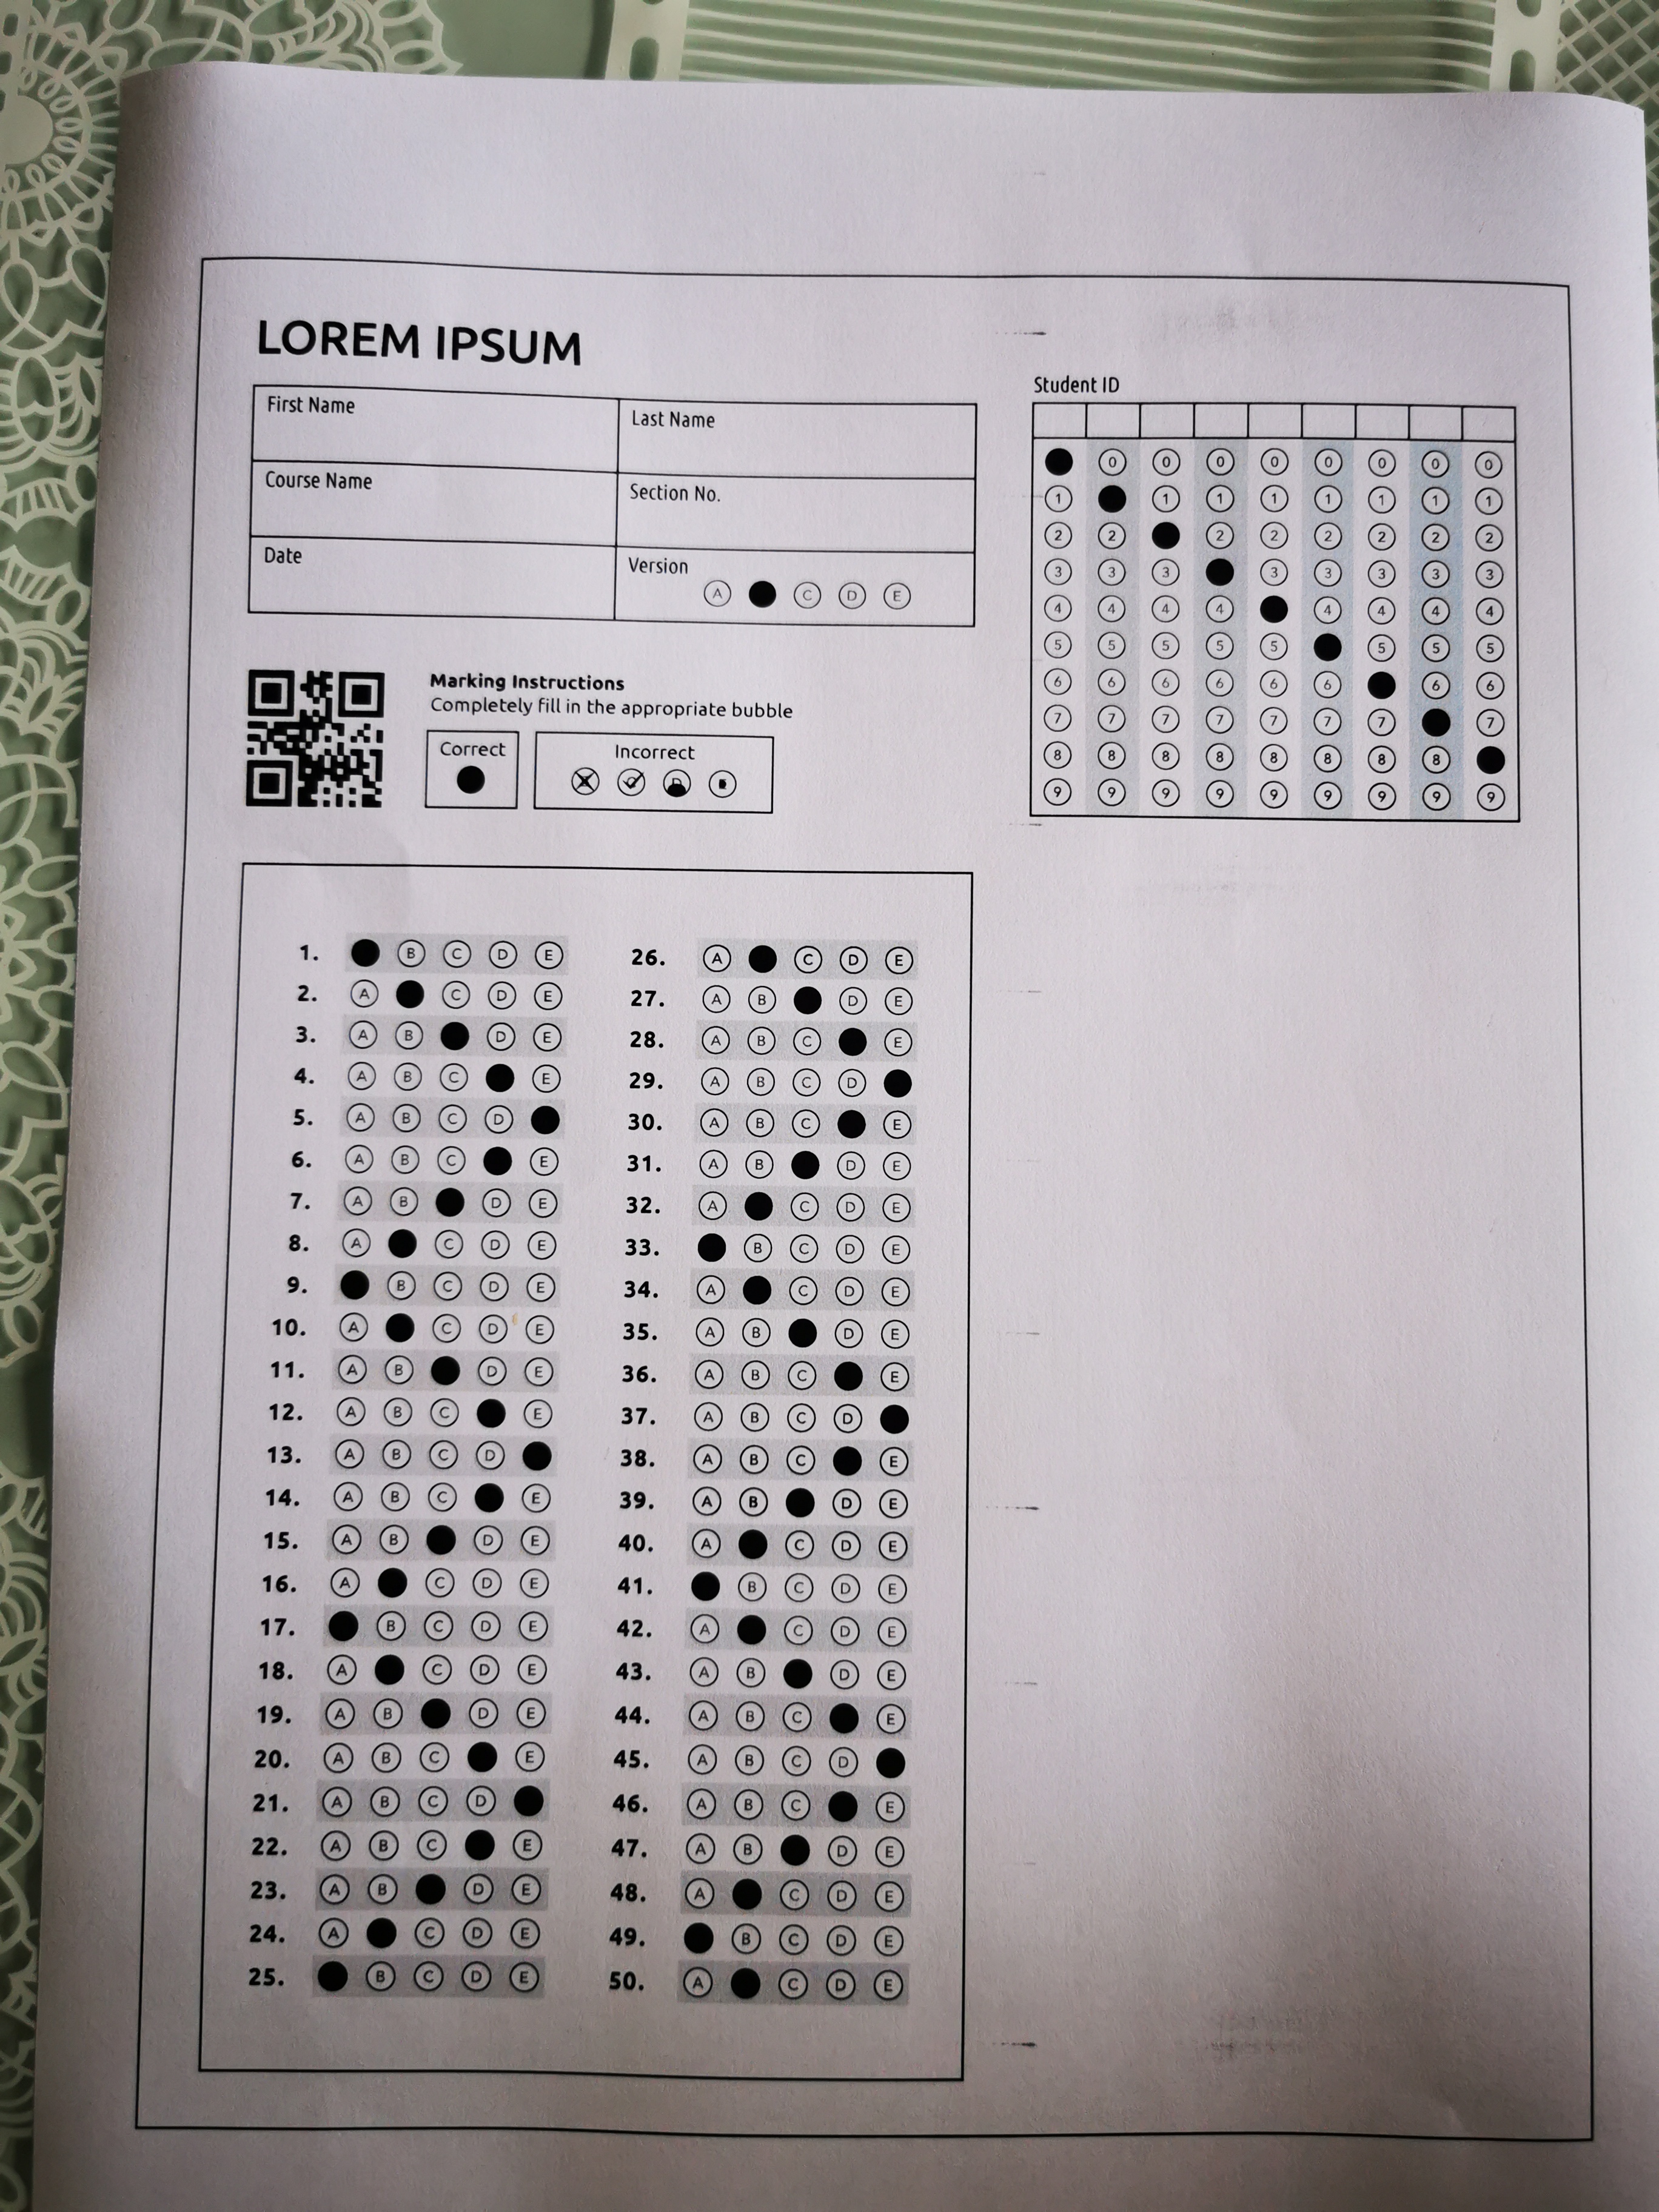 LOREM IPSUM
First Name
Last Name
Course Name
Section No.
Date
Version
A C D E
Student ID
0 0 0 0 0 0 0 0
1 1 1 1 1 1 1 1
2 2 2 2 2 2 2 2
3 3 3 3 3 3 3 3
4 4 4 4 4 4 4 4
5 5 5 5 5 5 5 5
6 6 6 6 6 6 6 6
7 7 7 7 7 7 7 7
8 8 8 8 8 8 8 8
9 9 9 9 9 9 9 9 9
Marking Instructions
Completely fill in the appropriate bubble
Correct
Incorrect
1. B C D E
2. A C D E
3. A B D E
4. A B C E
5. A B C D
6. A B C E
7. A B D E
8. A C D E
9. B C D E
10. A C D E
11. A B D E
12. A B C E
13. A B C D
14. A B C E
15. A B D E
16. A C D E
17. B C D E
18. A C D E
19. A B D E
20. A B C E
21. A B C D
22. A B C E
23. A B D E
24. A C D E
25. B C D E
26. A C D E
27. A B D E
28. A B C E
29. A B C D
30. A B C E
31. A B D E
32. A C D E
33. B C D E
34. A C D E
35. A B D E
36. A B C E
37. A B C D
38. A B C E
39. A B D E
40. A C D E
41. B C D E
42. A C D E
43. A B D E
44. A B C E
45. A B C D
46. A B C E
47. A B D E
48. A C D E
49. B C D E
50. A C D E